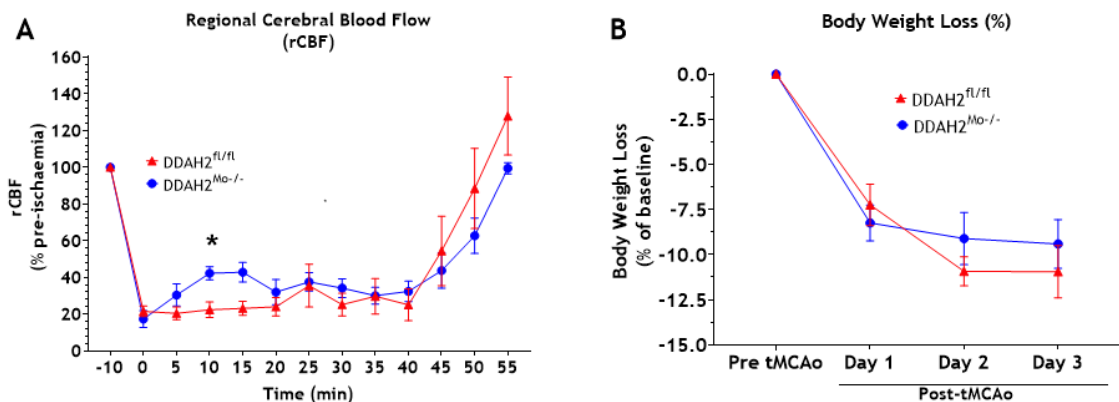 A
Regional Cerebral Blood Flow
(rCBF)
rCBF
(% pre-ischaemia)
160
140
120
100
80
60
40
20
0
DDAH2fl/fl
DDAH2Mo-/-
*
-10 0 5 10 15 20 25 30 35 40 45 50 55
Time (min)
B
Body Weight Loss (%)
Body Weight Loss
(% of baseline)
0.0
-2.5
-5.0
-7.5
-10.0
-12.5
-15.0
DDAH2fl/fl
DDAH2Mo-/-
Pre tMCAo Day 1 Day 2 Day 3
Post-tMCAo